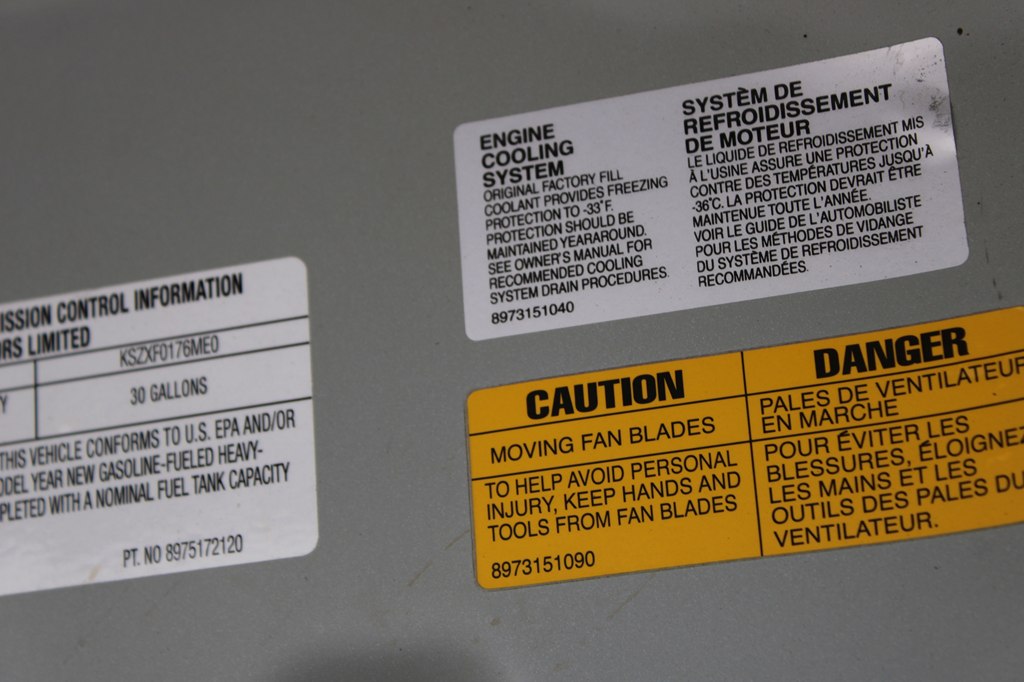 ENGINE
COOLING
SYSTEM
ORIGINAL FACTORY FILL
COOLANT PROVIDES FREEZING
PROTECTION TO -33°F.
PROTECTION SHOULD BE
MAINTAINED YEARAROUND.
SEE OWNER'S MANUAL FOR
RECOMMENDED COOLING
SYSTEM DRAIN PROCEDURES.
8973151040
SYSTÈM DE
REFROIDISSEMENT
DE MOTEUR
LE LIQUIDE DE REFROIDISSEMENT MIS
À L'USINE ASSURE UNE PROTECTION
CONTRE DES TEMPÉRATURES JUSQU'À
-36°C. LA PROTECTION DEVRAIT ÊTRE
MAINTENUE TOUTE L'ANNÉE.
VOIR LE GUIDE DE L'AUTOMOBILISTE
POUR LES MÉTHODES DE VIDANGE
DU SYSTÈME DE REFROIDISSEMENT
RECOMMANDÉES.
ISSION CONTROL INFORMATION
ORS LIMITED
KSZXF0176ME0
Y
30 GALLONS
THIS VEHICLE CONFORMS TO U.S. EPA AND/OR
ODEL YEAR NEW GASOLINE-FUELED HEAVY-
PLETED WITH A NOMINAL FUEL TANK CAPACITY
PT. NO 8975172120
CAUTION
MOVING FAN BLADES
TO HELP AVOID PERSONAL
INJURY, KEEP HANDS AND
TOOLS FROM FAN BLADES
8973151090
DANGER
PALES DE VENTILATEUR
EN MARCHE
POUR ÉVITER LES
BLESSURES, ÉLOIGNEZ
LES MAINS ET LES
OUTILS DES PALES DU
VENTILATEUR.